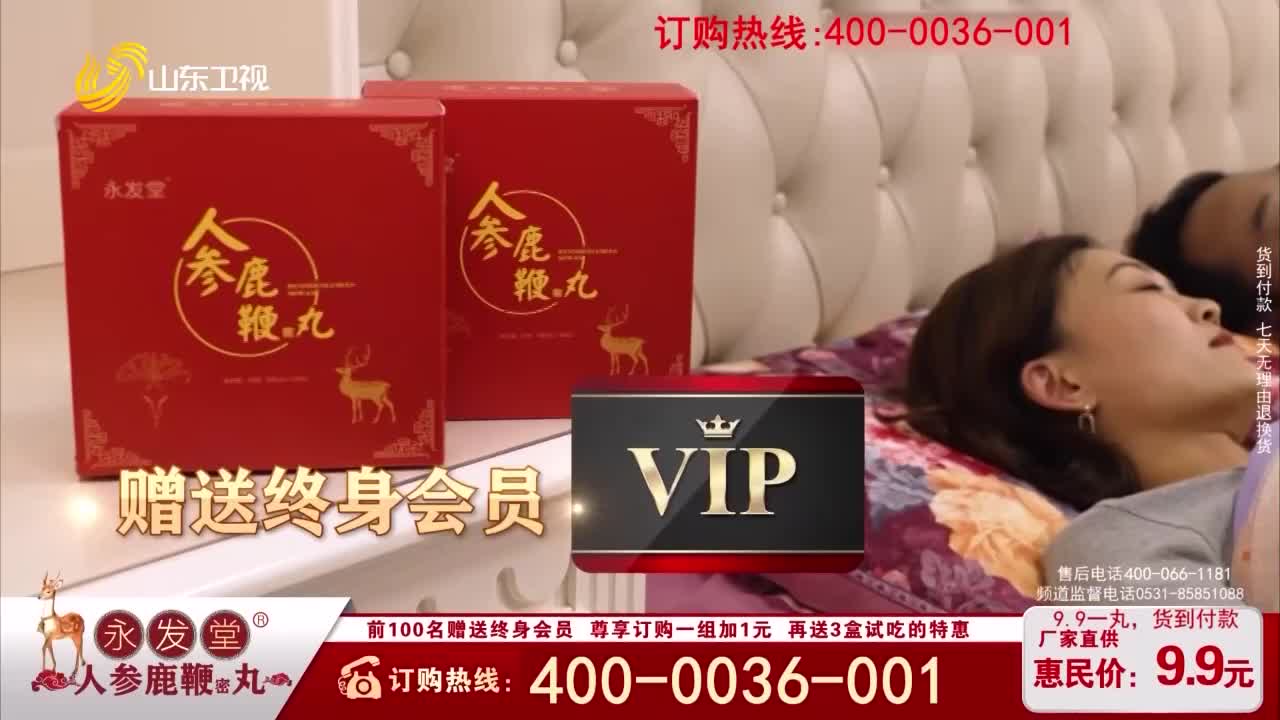 订购热线:400-0036-001
山东卫视
永发堂
人参鹿鞭丸
人参鹿鞭丸
货到付款 七天无理由退换货
赠送终身会员
VIP
售后电话400-066-1181
频道监督电话0531-85851088
永发堂®
人参鹿鞭密丸
前100名赠送终身会员 尊享订购一组加1元 再送3盒试吃的特惠
订购热线:400-0036-001
9.9一丸，货到付款
厂家直供
惠民价:9.9元